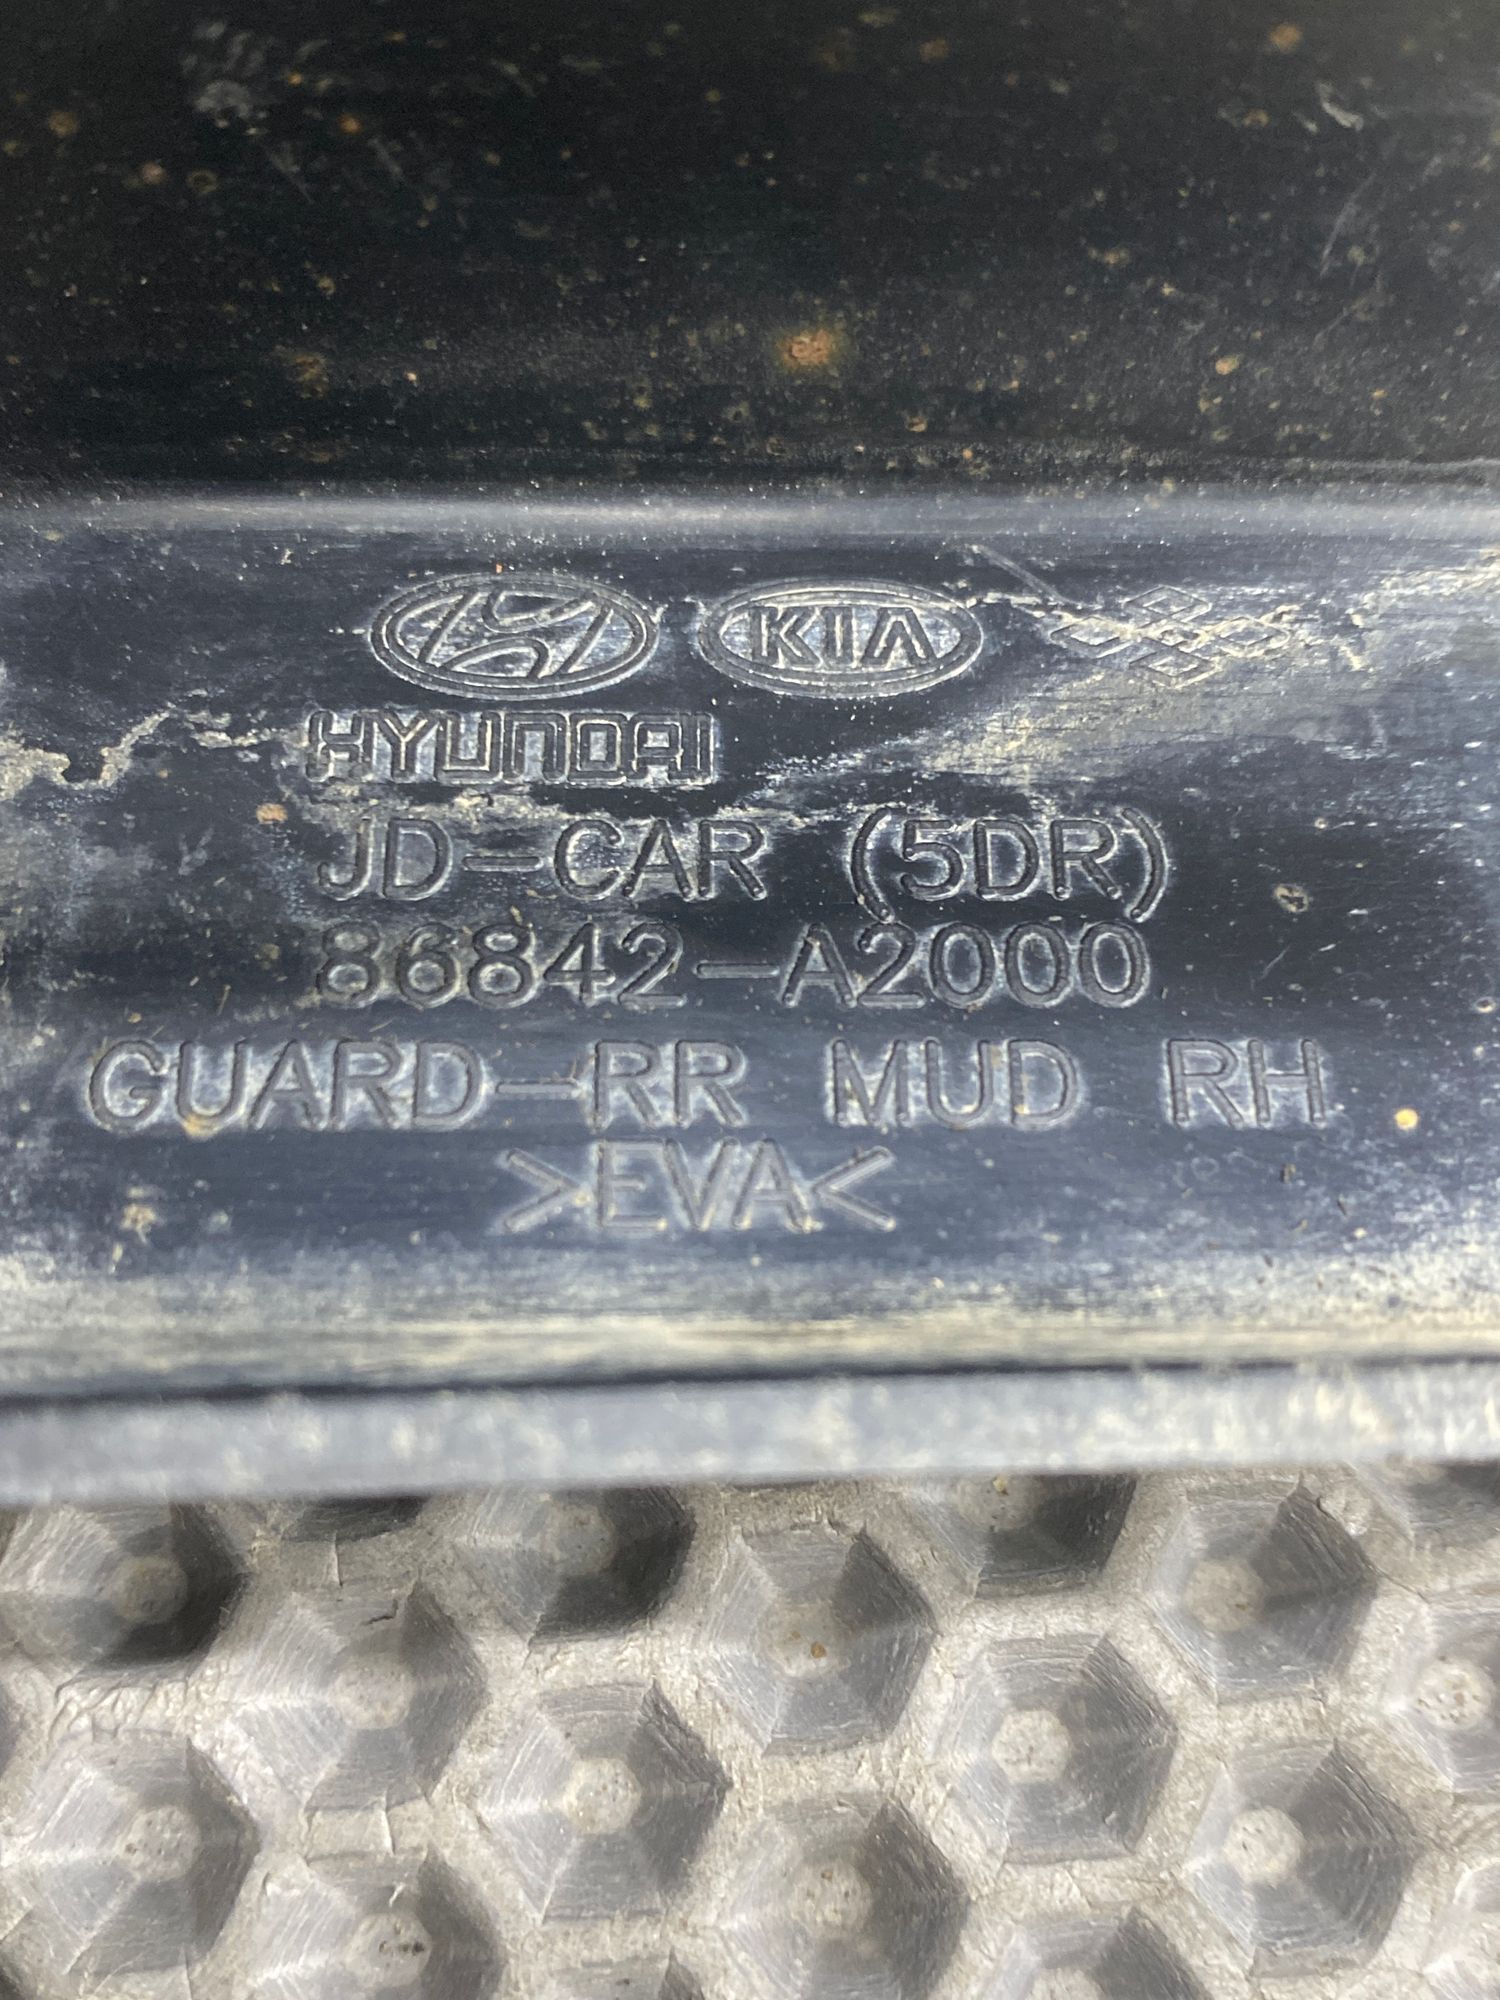 KIA
HYUNDAI
JD-CAR (5DR)
86842-A2000
GUARD-RR MUD RH
>EVA<